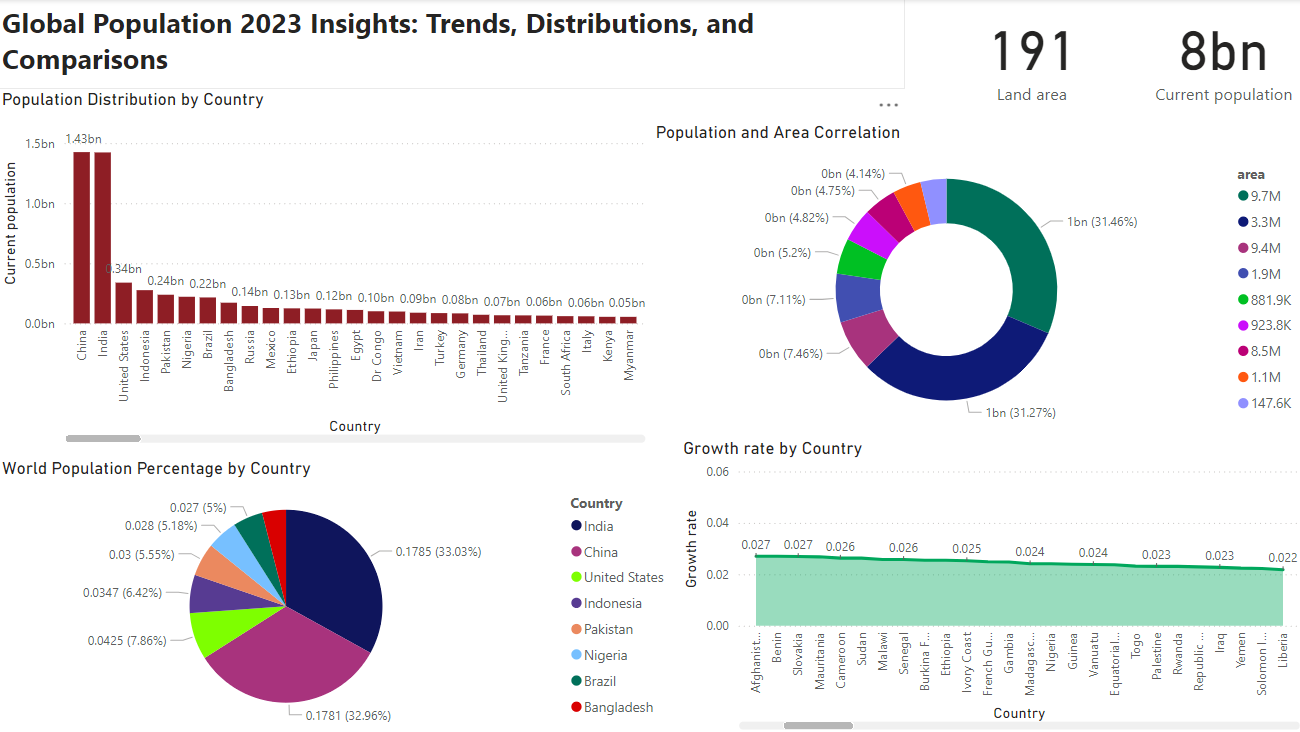 Global Population 2023 Insights: Trends, Distributions, and
Comparisons
191
Land area
8bn
Current population
Population Distribution by Country
Current population
1.5bn
1.0bn
0.5bn
0.0bn
1.43bn
0.34bn
0.24bn
0.22bn
0.14bn
0.13bn
0.12bn
0.10bn
0.09bn
0.08bn
0.07bn
0.06bn
0.06bn
0.05bn
China
India
United States
Indonesia
Pakistan
Nigeria
Brazil
Bangladesh
Russia
Mexico
Ethiopia
Japan
Philippines
Egypt
Dr Congo
Vietnam
Iran
Turkey
Germany
Thailand
United King...
Tanzania
France
South Africa
Italy
Kenya
Myanmar
Country
Population and Area Correlation
1bn (31.46%)
1bn (31.27%)
0bn (7.46%)
0bn (7.11%)
0bn (5.2%)
0bn (4.82%)
0bn (4.75%)
0bn (4.14%)
area
9.7M
3.3M
9.4M
1.9M
881.9K
923.8K
8.5M
1.1M
147.6K
World Population Percentage by Country
0.1785 (33.03%)
0.1781 (32.96%)
0.0425 (7.86%)
0.0347 (6.42%)
0.03 (5.55%)
0.028 (5.18%)
0.027 (5%)
Country
India
China
United States
Indonesia
Pakistan
Nigeria
Brazil
Bangladesh
Growth rate by Country
Growth rate
0.06
0.04
0.02
0.00
0.027
0.027
0.026
0.026
0.025
0.024
0.024
0.023
0.023
0.022
Afghanist...
Benin
Slovakia
Mauritania
Cameroon
Sudan
Malawi
Senegal
Burkina F...
Ethiopia
Ivory Coast
French Gu...
Gambia
Madagasc...
Nigeria
Guinea
Vanuatu
Equatorial...
Togo
Palestine
Rwanda
Republic ...
Iraq
Yemen
Solomon I...
Liberia
Country